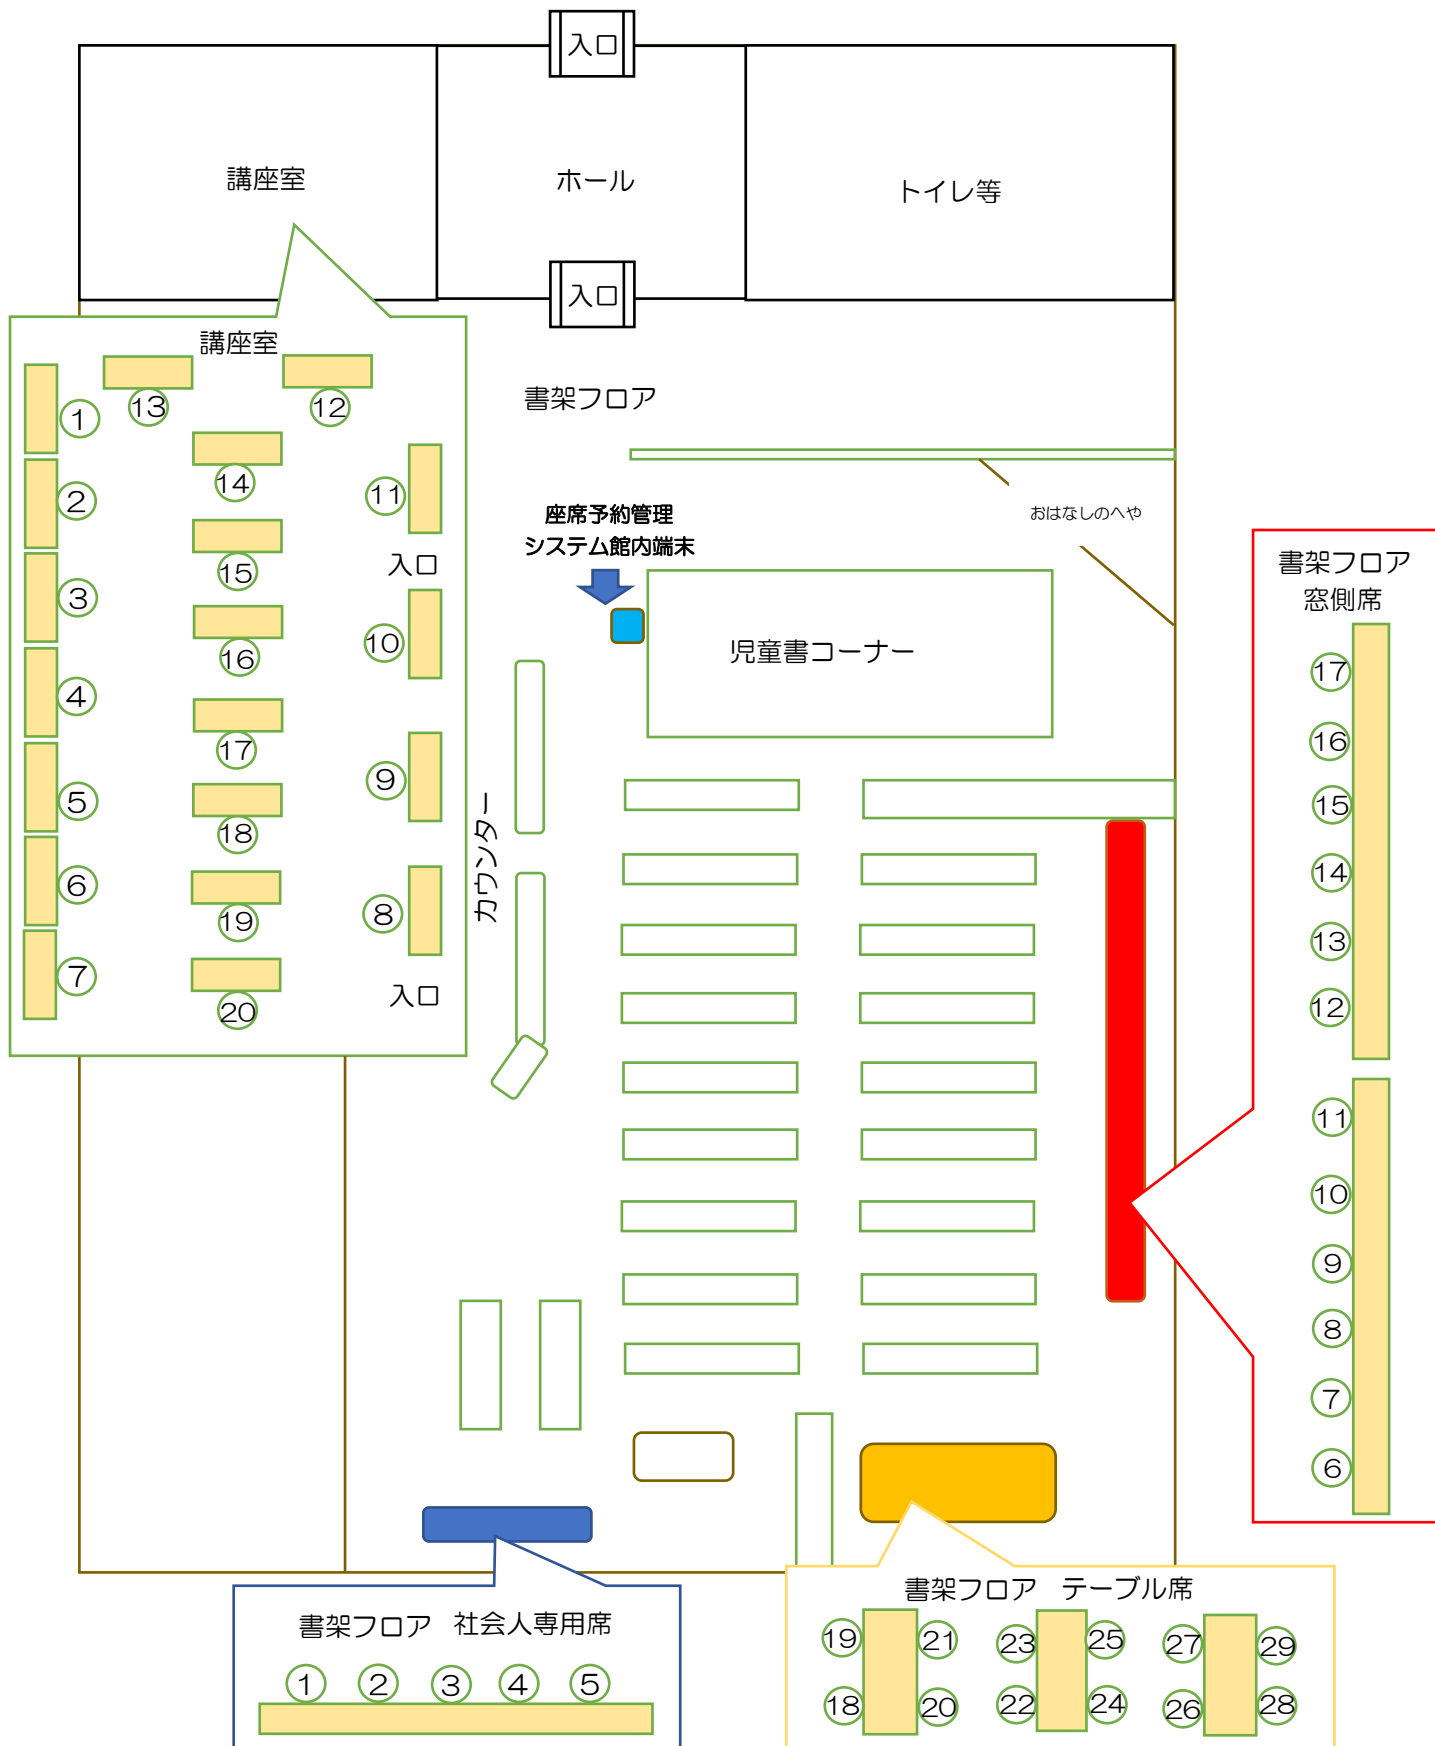 入口
講座室
ホール
トイレ等
入口
講座室
①
②
③
④
⑤
⑥
⑦
⑬
⑫
⑭
⑮
⑯
⑰
⑱
⑲
⑳
⑪
入口
⑩
⑨
⑧
入口
書架フロア
座席予約管理
システム館内端末
おはなしのへや
児童書コーナー
カウンター
書架フロア
窓側席
⑰
⑯
⑮
⑭
⑬
⑫
⑪
⑩
⑨
⑧
⑦
⑥
書架フロア 社会人専用席
① ② ③ ④ ⑤
書架フロア テーブル席
⑲ ㉑ ㉓ ㉕ ㉗ ㉙
⑱ ⑳ ㉒ ㉔ ㉖ ㉘